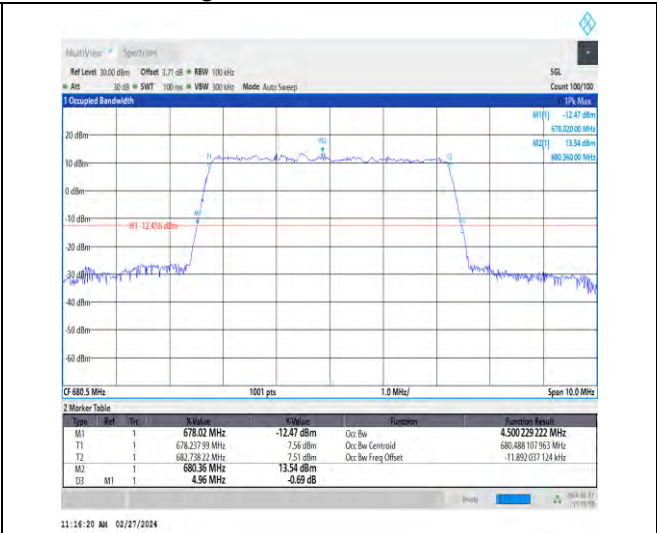 MultiView Spectrum
Ref Level 30.00 dBm Offset 3.71 dB RBW 100 kHz SGL
Att 30 dB SWT 100 ms VBW 300 kHz Mode Auto Sweep Count 100/100
1 Occupied Bandwidth 1Pk Max
M1[1] -12.47 dBm
678.020 00 MHz
M2[1] 13.54 dBm
680.360 00 MHz
20 dBm
M2
T1 T2
10 dBm
0 dBm
-10 dBm
H1 -12.456 dBm
-30 dBm
-40 dBm
-50 dBm
-60 dBm
CF 680.5 MHz 1001 pts 1.0 MHz/ Span 10.0 MHz
2 Marker Table
Type Ref Trc X-Value Y-Value Function Function Result
M1 1 678.02 MHz -12.47 dBm Occ Bw 4.500 229 222 MHz
T1 1 678.237 99 MHz 7.56 dBm Occ Bw Centroid 680.488 107 963 MHz
T2 1 682.738 22 MHz 7.51 dBm Occ Bw Freq Offset -11.892 037 124 kHz
M2 1 680.36 MHz 13.54 dBm
D3 M1 1 4.96 MHz -0.69 dB
Ready
11:16:20 AM 02/27/2024